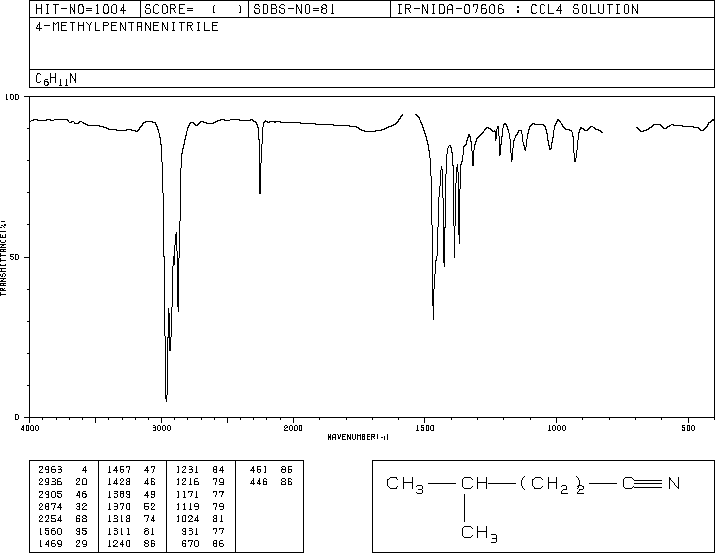 HIT-NO=1004 SCORE= ( ) SDBS-NO=81 IR-NIDA-07606 : CCL4 SOLUTION
4-METHYLPENTANENITRILE
C6H11N
100
50
0
TRANSMITTANCE(%)
4000 3000 2000 1500 1000 500
WAVENUMBER(-1)
2963 4 1467 47 1231 84 461 86
2936 20 1428 46 1216 79 446 86
2905 46 1389 49 1171 77
2874 32 1370 52 1119 79
2254 68 1318 74 1024 81
1560 95 1311 81 931 77
1469 29 1240 86 670 86
CH3 CH (CH2)2 C N
CH3